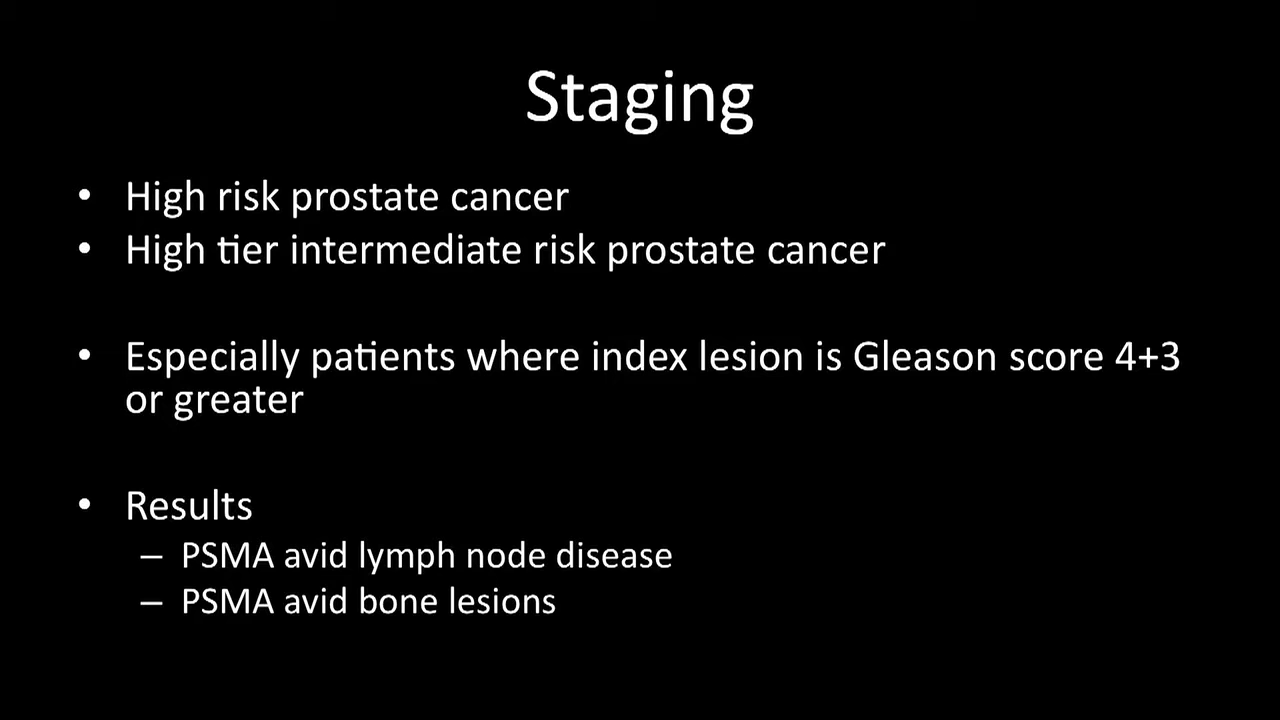 Staging
• High risk prostate cancer
• High tier intermediate risk prostate cancer
• Especially patients where index lesion is Gleason score 4+3
or greater
• Results
– PSMA avid lymph node disease
– PSMA avid bone lesions